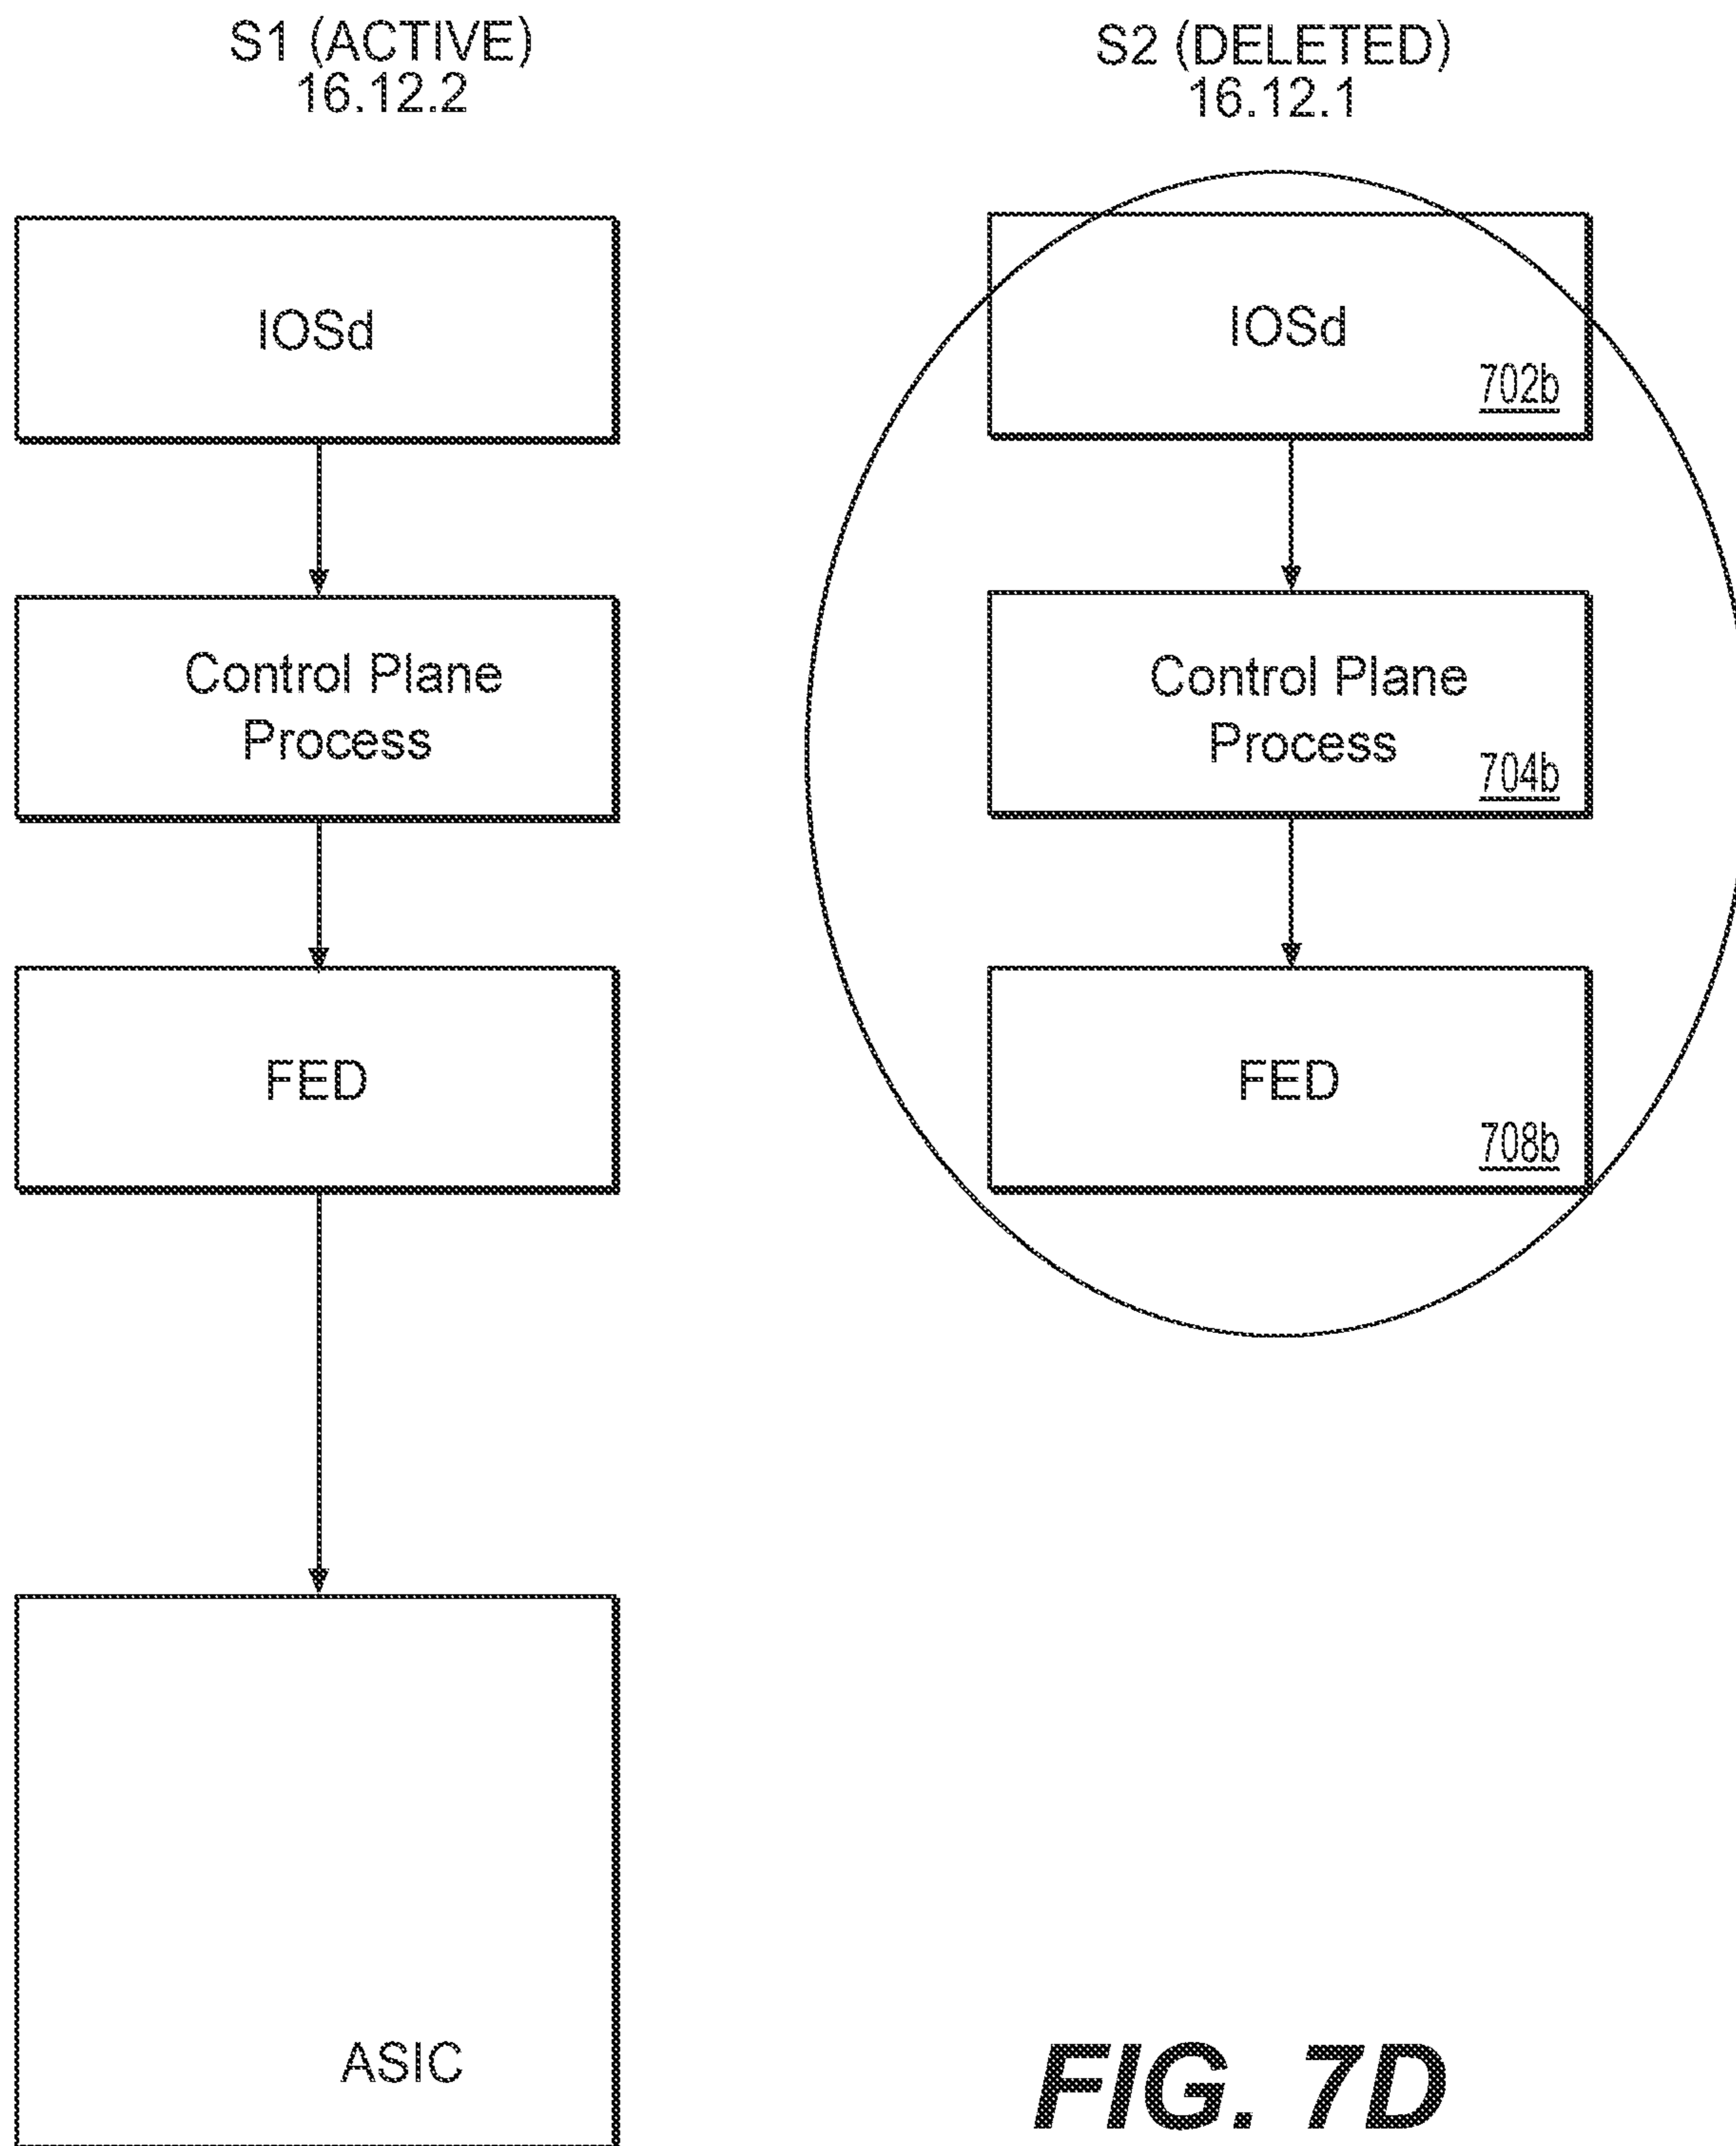 S1 (ACTIVE)
16.12.2
IOSd
Control Plane
Process
FED
ASIC
S2 (DELETED)
16.12.1
IOSd
702b
Control Plane
Process
704b
FED
708b
FIG. 7D